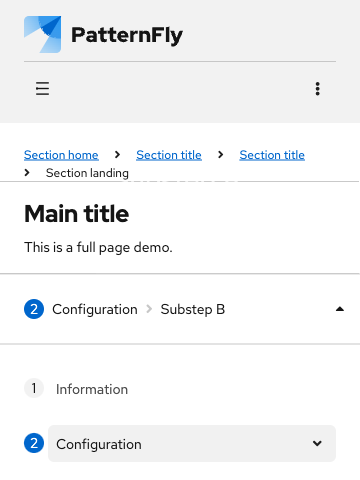 PatternFly
Section home Section title Section title
Section landing
Main title
This is a full page demo.
2 Configuration Substep B
1 Information
2 Configuration